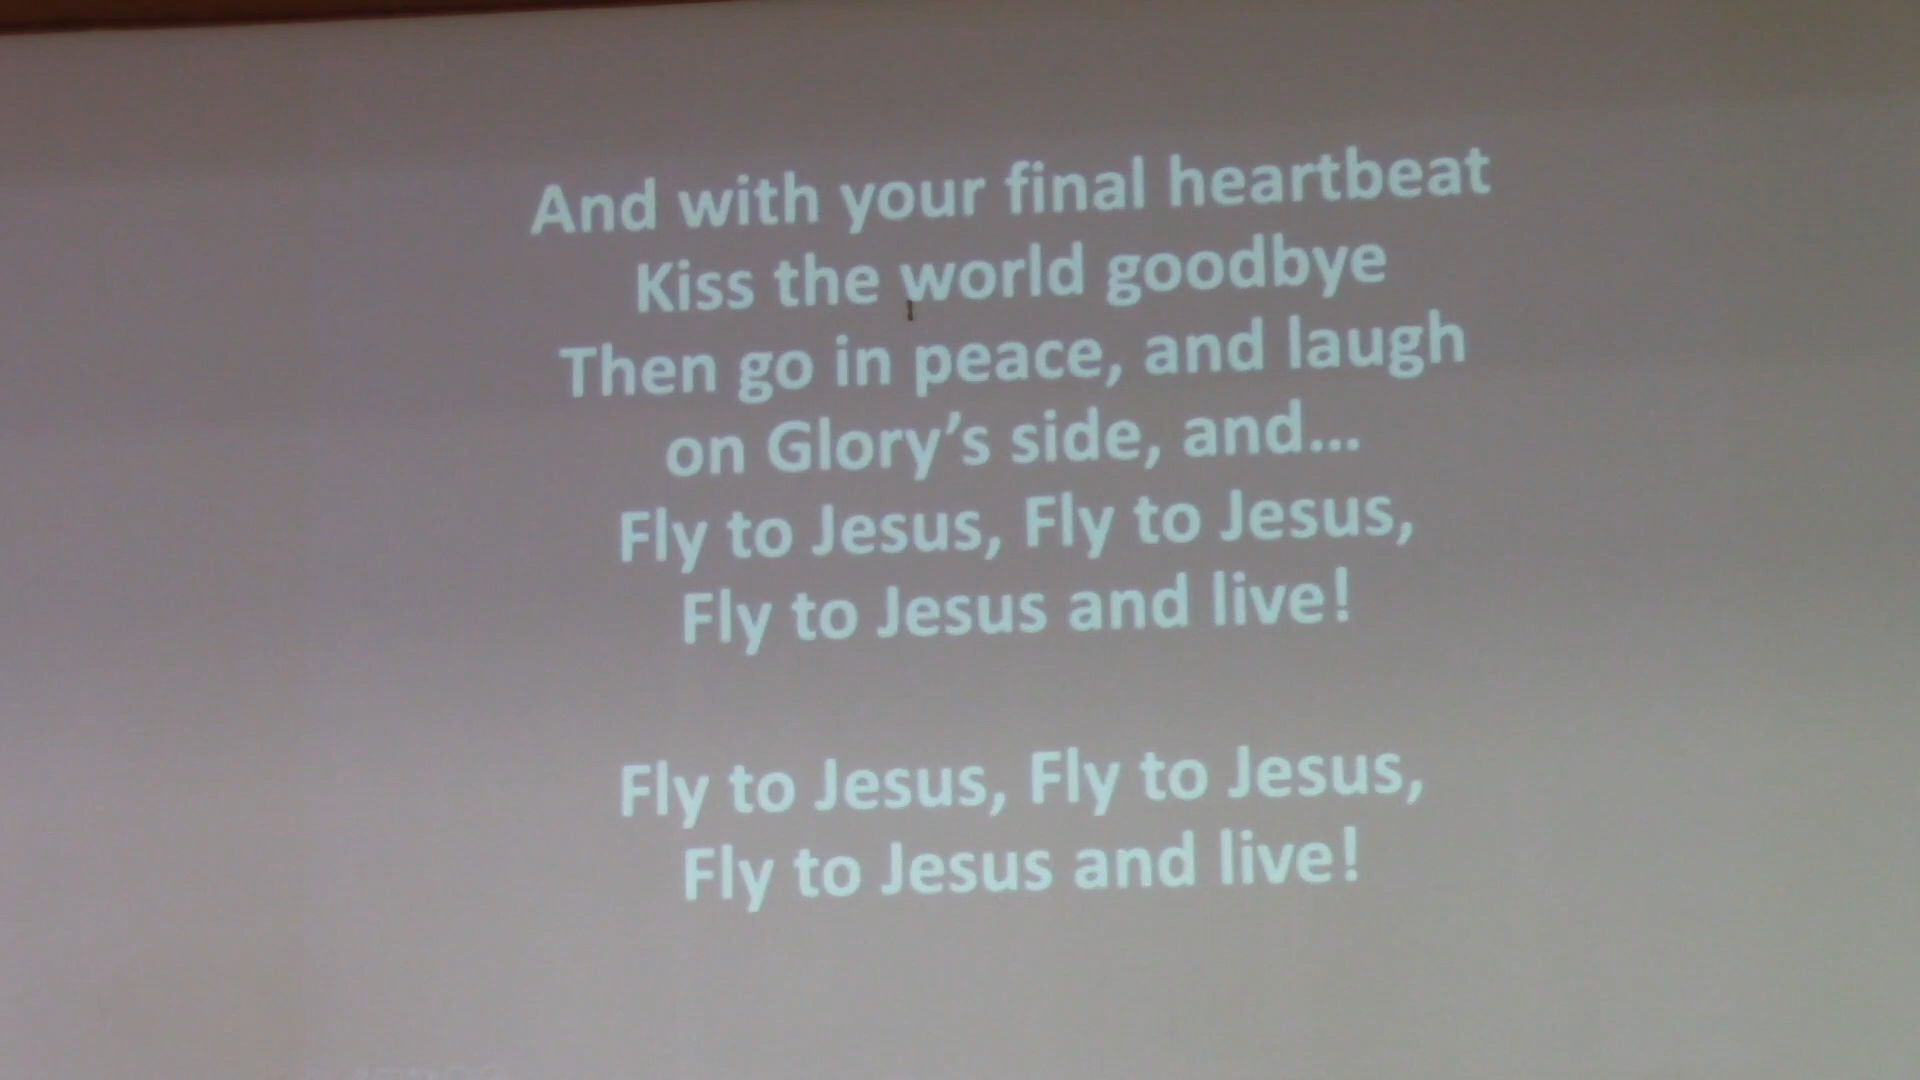 And with your final heartbeat
Kiss the world goodbye
Then go in peace, and laugh
on Glory’s side, and...
Fly to Jesus, Fly to Jesus,
Fly to Jesus and live!
Fly to Jesus, Fly to Jesus,
Fly to Jesus and live!